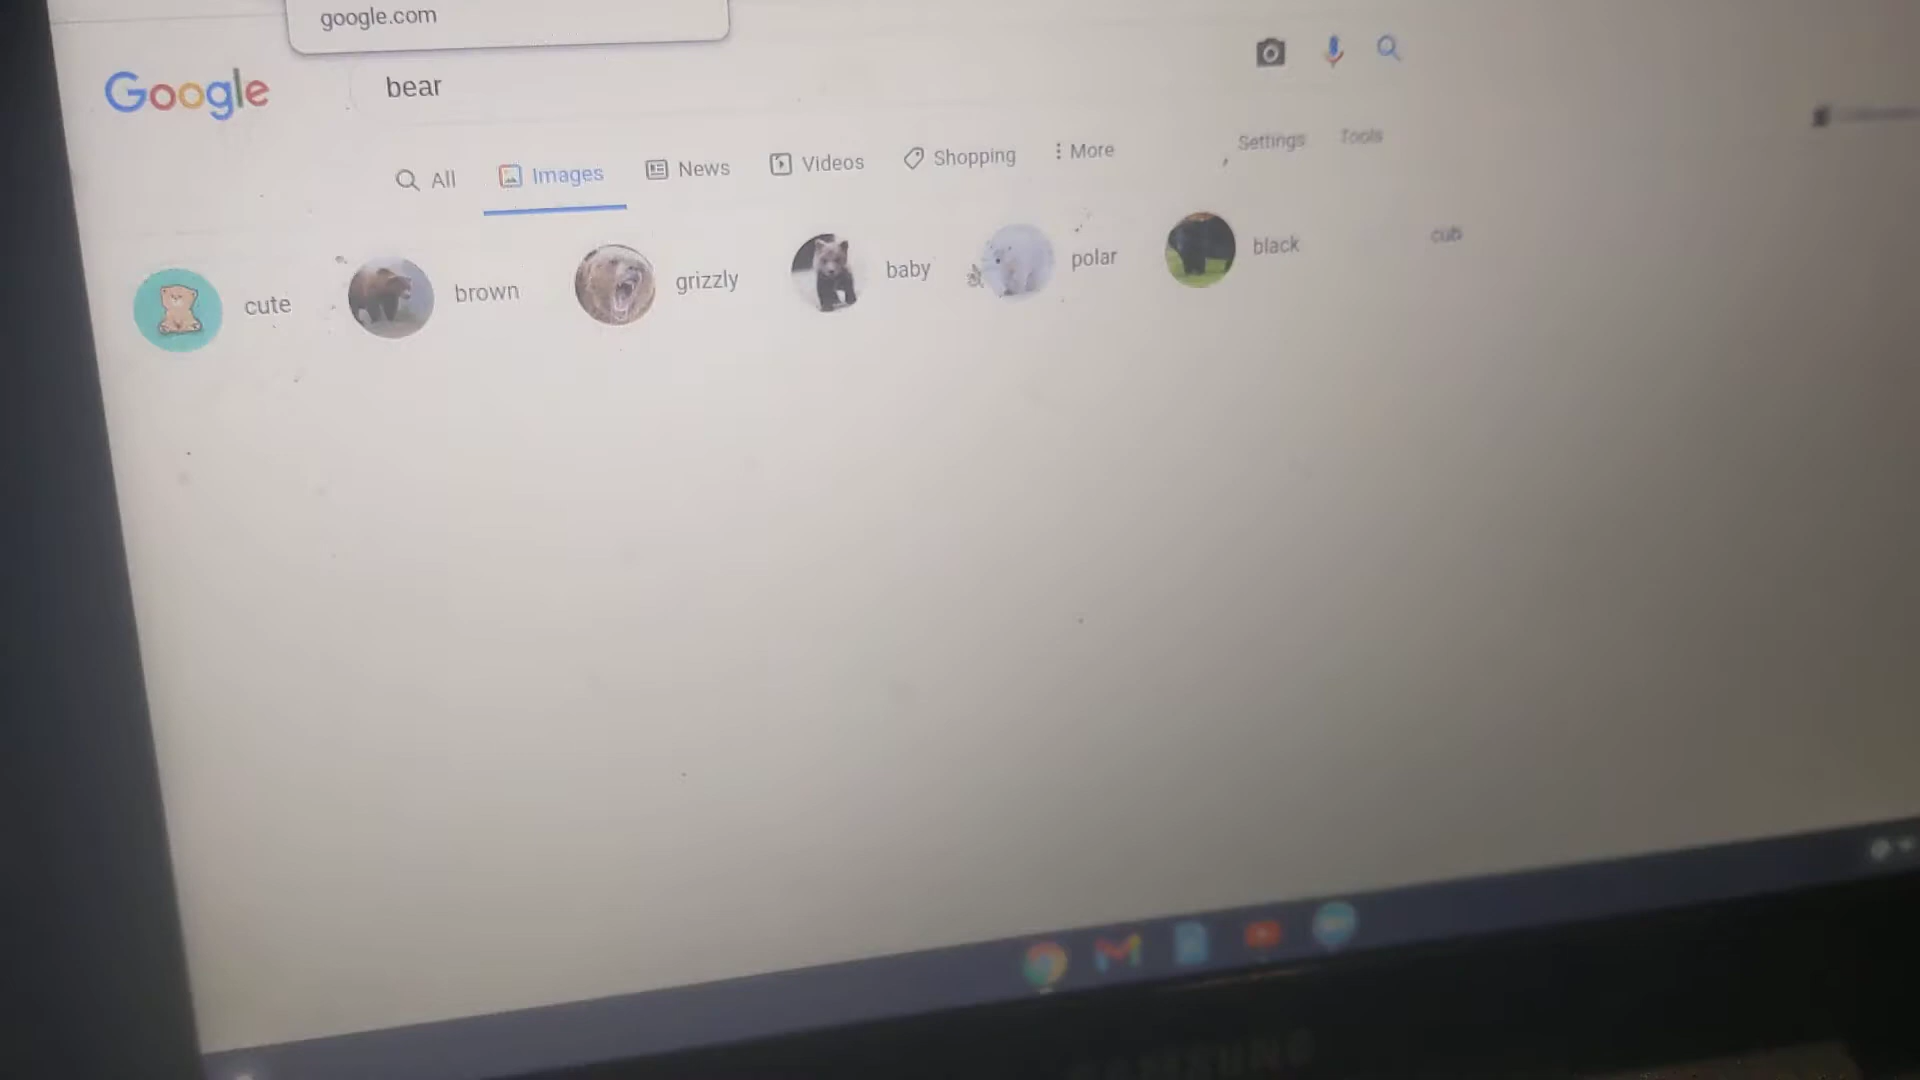 google.com
Google bear
Settings Tools
All Images News Videos Shopping More
cute brown grizzly baby polar black cub
SAMSUNG